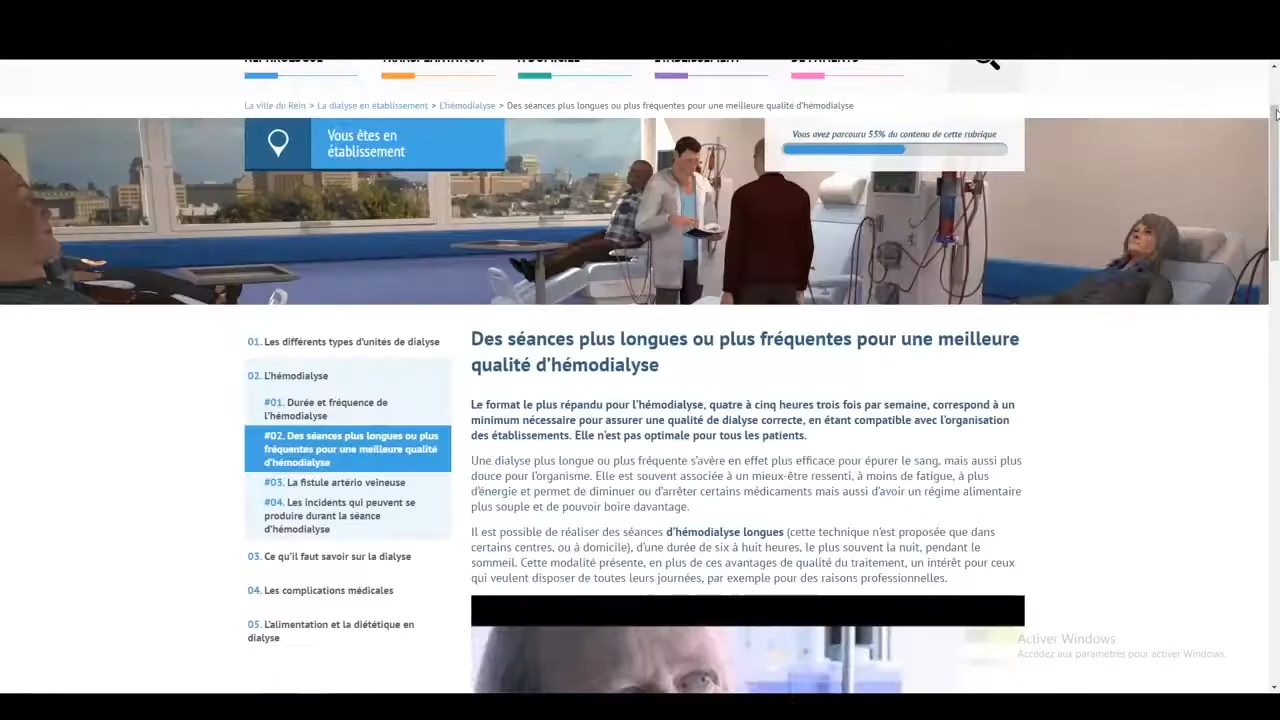 La ville du Rein > La dialyse en établissement > L'hémodialyse > Des séances plus longues ou plus fréquentes pour une meilleure qualité d'hémodialyse
Vous êtes en
établissement
Vous avez parcouru 55% du contenu de cette rubrique
01. Les différents types d'unités de dialyse
02. L'hémodialyse
#01. Durée et fréquence de
l'hémodialyse
#02. Des séances plus longues ou plus
fréquentes pour une meilleure qualité
d'hémodialyse
#03. La fistule artério veineuse
#04. Les incidents qui peuvent se
produire durant la séance
d'hémodialyse
03. Ce qu'il faut savoir sur la dialyse
04. Les complications médicales
05. L'alimentation et la diététique en
dialyse
Des séances plus longues ou plus fréquentes pour une meilleure
qualité d'hémodialyse
Le format le plus répandu pour l'hémodialyse, quatre à cinq heures trois fois par semaine, correspond à un
minimum nécessaire pour assurer une qualité de dialyse correcte, en étant compatible avec l'organisation
des établissements. Elle n'est pas optimale pour tous les patients.
Une dialyse plus longue ou plus fréquente s'avère en effet plus efficace pour épurer le sang, mais aussi plus
douce pour l'organisme. Elle est souvent associée à un mieux-être ressenti, à moins de fatigue, à plus
d'énergie et permet de diminuer ou d'arrêter certains médicaments mais aussi d'avoir un régime alimentaire
plus souple et de pouvoir boire davantage.
Il est possible de réaliser des séances d'hémodialyse longues (cette technique n'est proposée que dans
certains centres, ou à domicile), d'une durée de six à huit heures, le plus souvent la nuit, pendant le
sommeil. Cette modalité présente, en plus de ces avantages de qualité du traitement, un intérêt pour ceux
qui veulent disposer de toutes leurs journées, par exemple pour des raisons professionnelles.
Activer Windows
Accédez aux paramètres pour activer Windows.